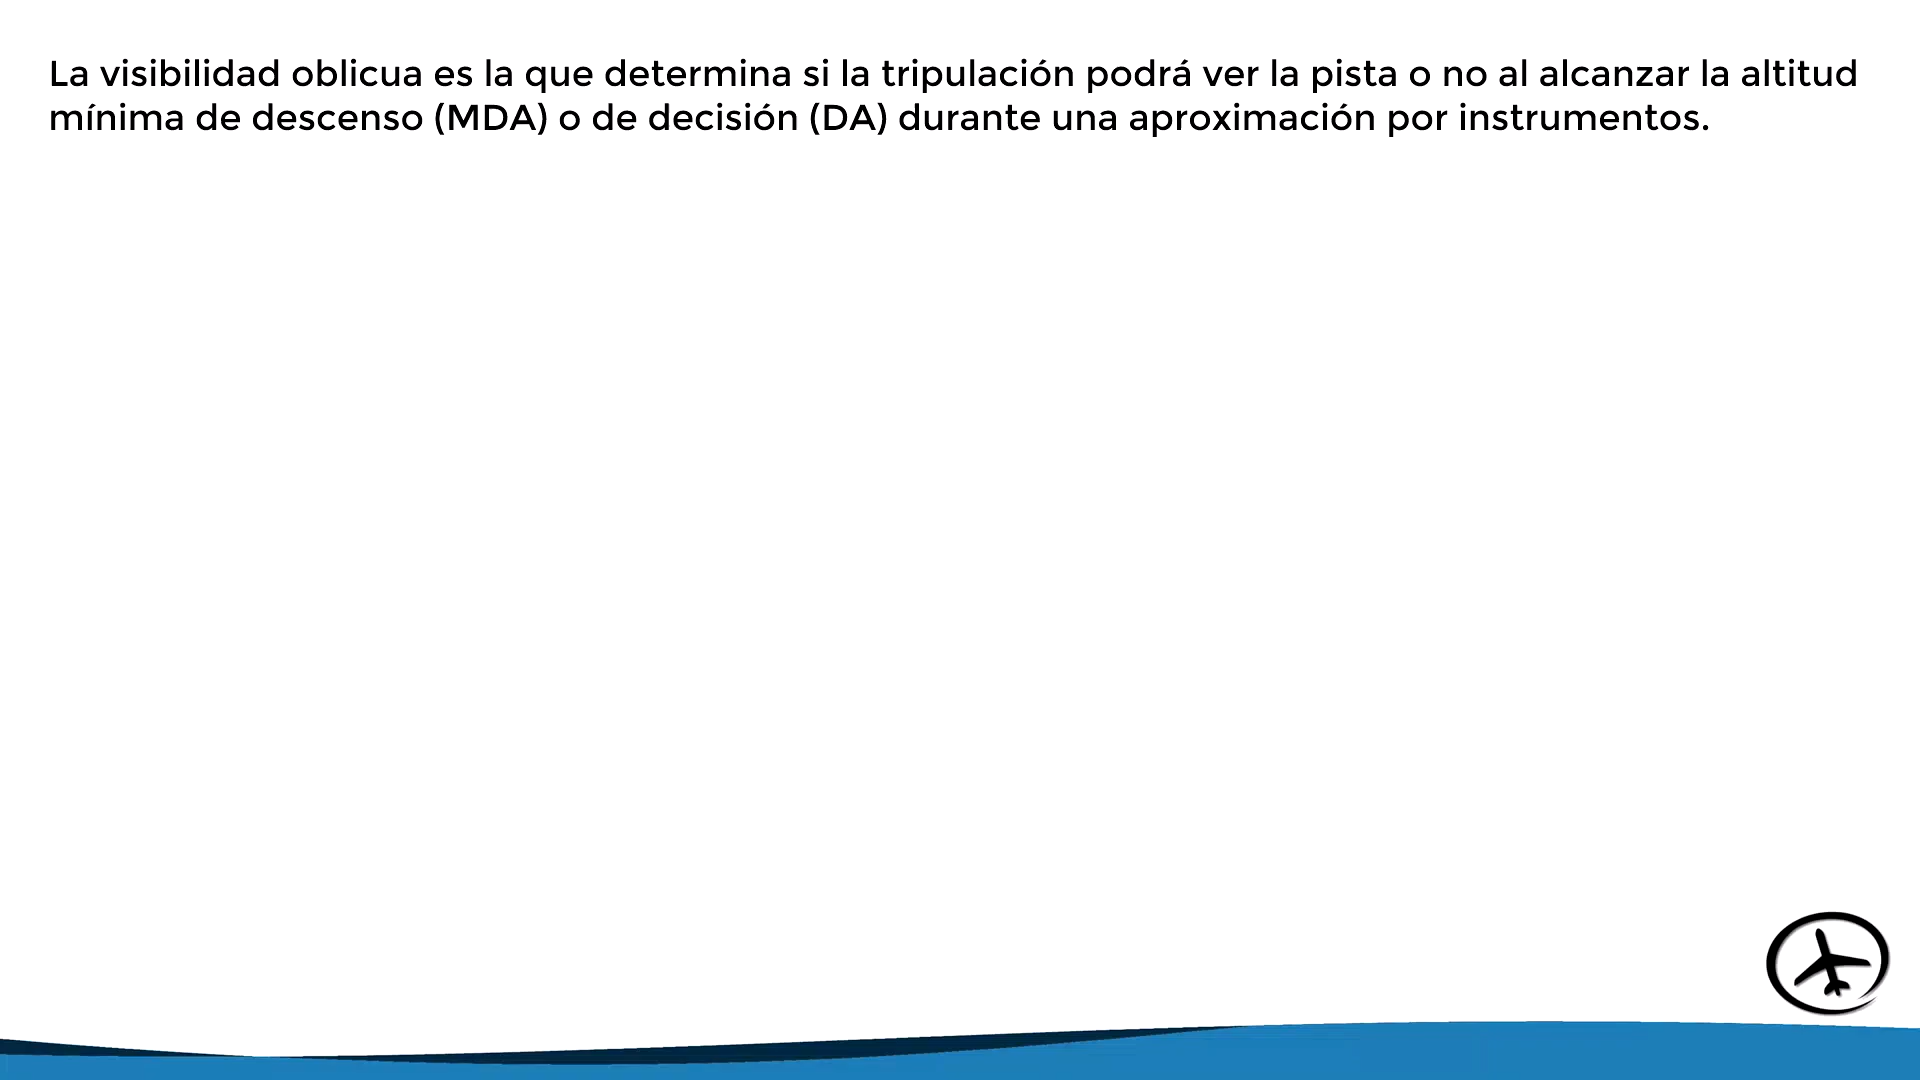 La visibilidad oblicua es la que determina si la tripulación podrá ver la pista o no al alcanzar la altitud
mínima de descenso (MDA) o de decisión (DA) durante una aproximación por instrumentos.